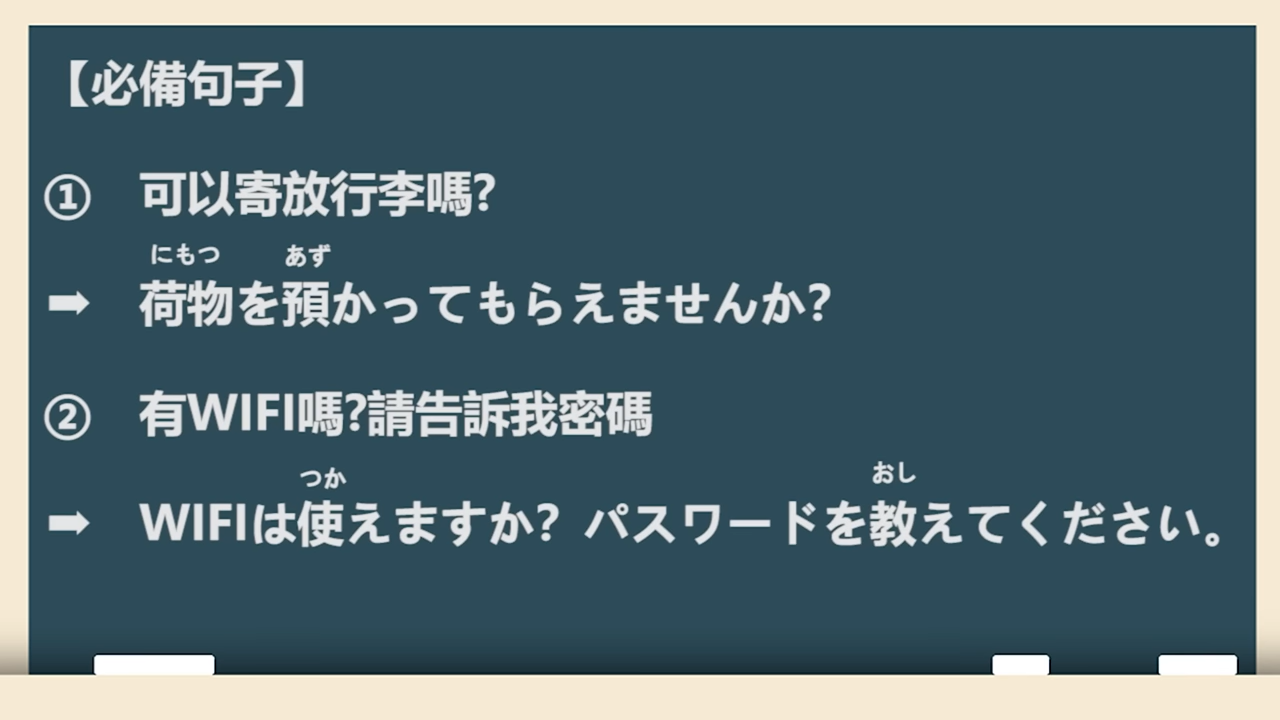 【必備句子】
① 可以寄放行李嗎?
にもつ あず
➡ 荷物を預かってもらえませんか?
② 有WIFI嗎?請告訴我密碼
つか おし
➡ WIFIは使えますか? パスワードを教えてください。